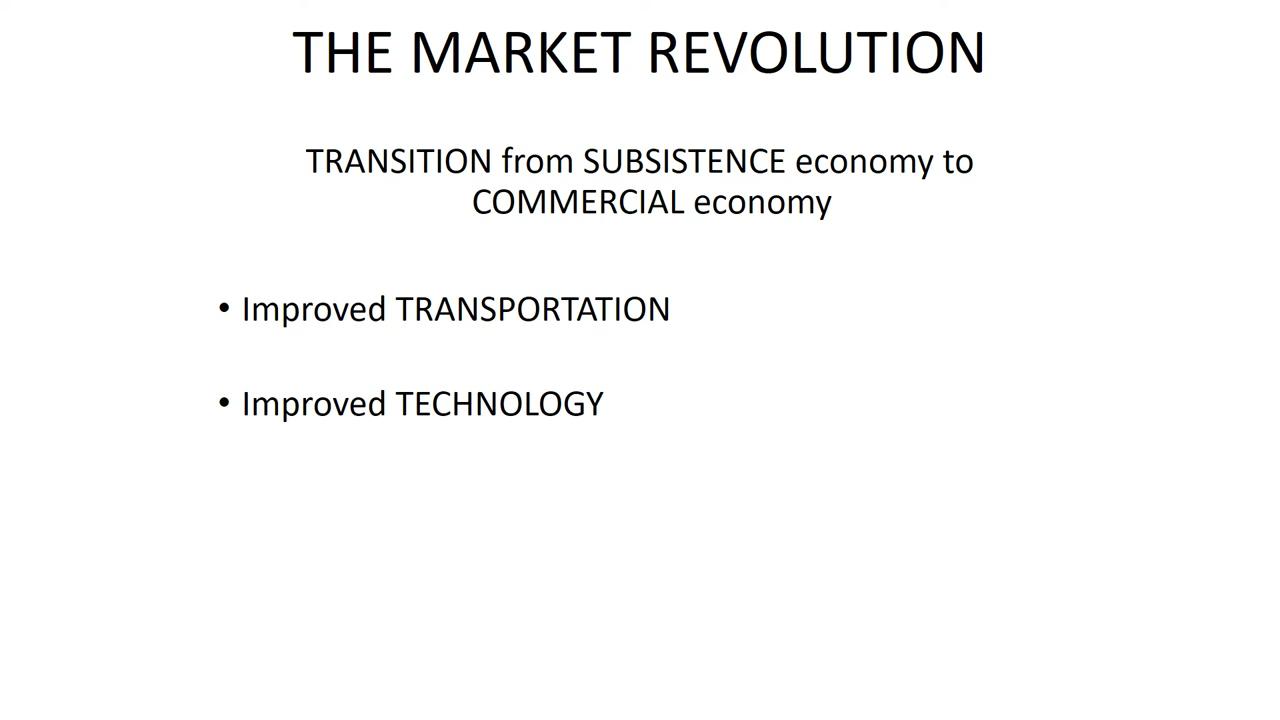 THE MARKET REVOLUTION
TRANSITION from SUBSISTENCE economy to
COMMERCIAL economy
• Improved TRANSPORTATION
• Improved TECHNOLOGY